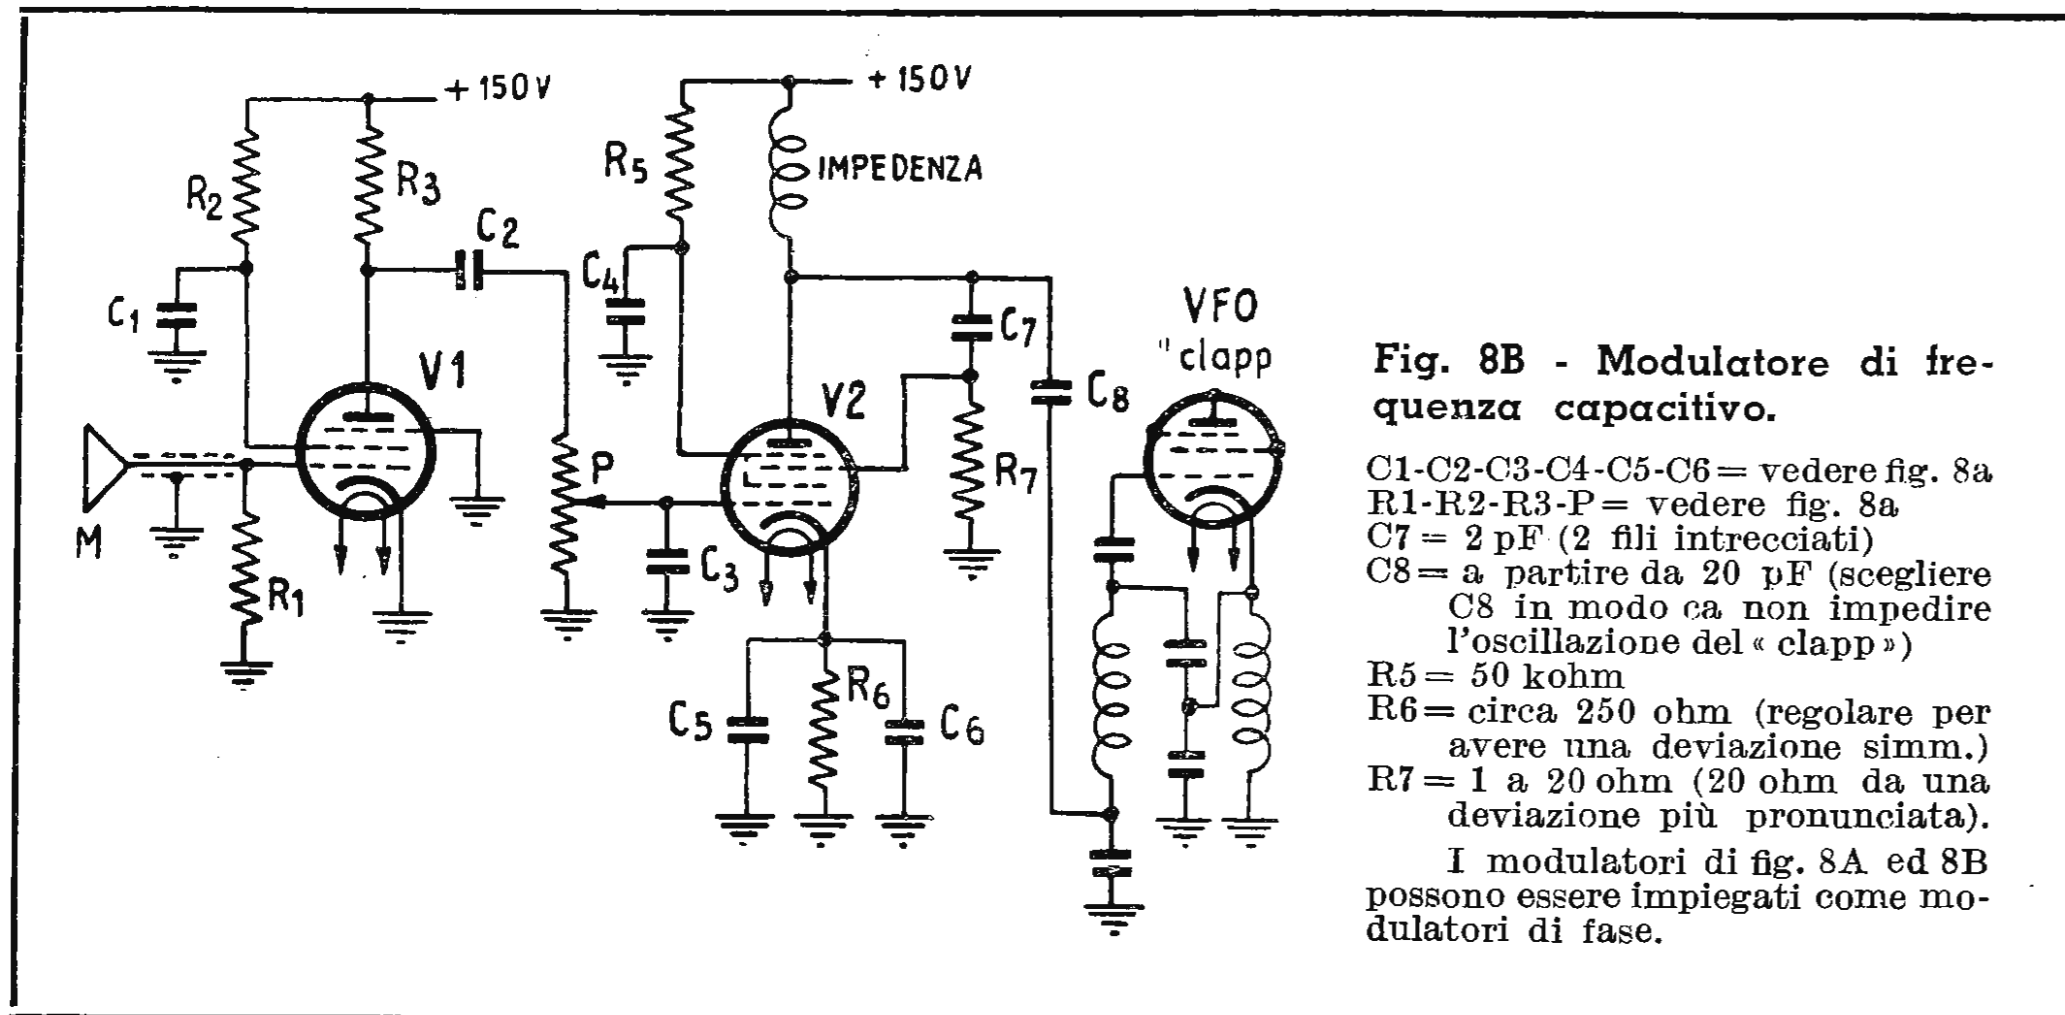 +150V
+150V
R2
R3
C2
R5
IMPEDENZA
C4
C1
V1
C7
VFO
"clapp
C8
V2
M
P
R7
R1
C3
C5
R6
C6
Fig. 8B - Modulatore di fre-
quenza capacitivo.
C1-C2-C3-C4-C5-C6 = vedere fig. 8a
R1-R2-R3-P = vedere fig. 8a
C7 = 2 pF (2 fili intrecciati)
C8 = a partire da 20 pF (scegliere
C8 in modo ca non impedire
l'oscillazione del « clapp »)
R5 = 50 kohm
R6 = circa 250 ohm (regolare per
avere una deviazione simm.)
R7 = 1 a 20 ohm (20 ohm da una
deviazione più pronunciata).
I modulatori di fig. 8A ed 8B
possono essere impiegati come mo-
dulatori di fase.